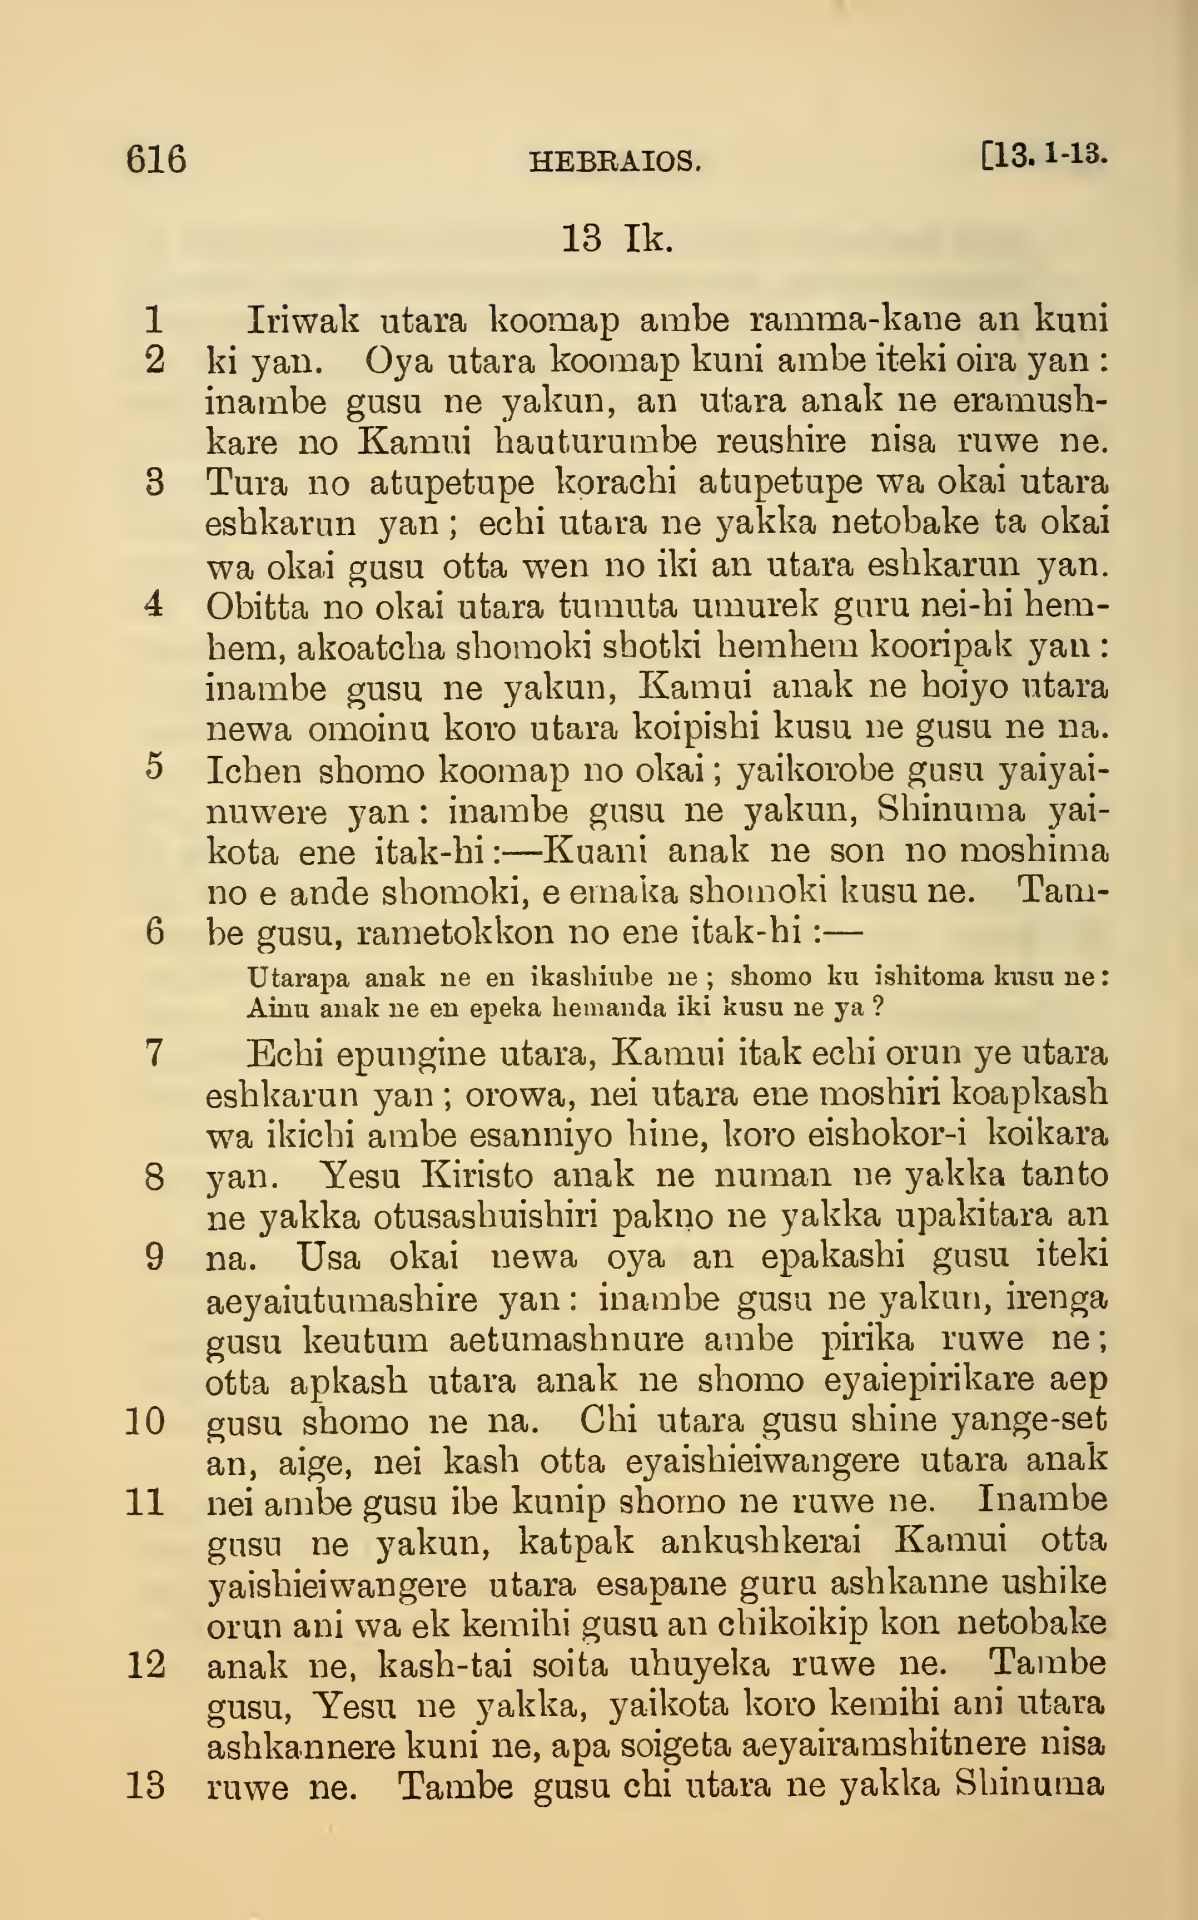 616 HEBRAIOS. [13. 1-13.
13 Ik.
1 Iriwak utara koomap ambe ramma-kane an kuni
2 ki yan. Oya utara koomap kuni ambe iteki oira yan :
inambe gusu ne yakun, an utara anak ne eramush-
kare no Kamui hauturumbe reushire nisa ruwe ne.
3 Tura no atupetupe korachi atupetupe wa okai utara
eshkarun yan ; echi utara ne yakka netobake ta okai
wa okai gusu otta wen no iki an utara eshkarun yan.
4 Obitta no okai utara tumuta umurek guru nei-hi hem-
hem, akoatcha shomoki shotki hemhem kooripak yan :
inambe gusu ne yakun, Kamui anak ne hoiyo utara
newa omoinu koro utara koipishi kusu ne gusu ne na.
5 Ichen shomo koomap no okai ; yaikorobe gusu yaiyai-
nuwere yan : inambe gusu ne yakun, Shinuma yai-
kota ene itak-hi :—Kuani anak ne son no moshima
no e ande shomoki, e emaka shomoki kusu ne. Tam-
6 be gusu, rametokkon no ene itak-hi :—
Utarapa anak ne en ikashiube ne ; shomo ku ishitoma kusu ne :
Ainu anak ne en epeka hemanda iki kusu ne ya ?
7 Echi epungine utara, Kamui itak echi orun ye utara
eshkarun yan ; orowa, nei utara ene moshiri koapkash
wa ikichi ambe esanniyo hine, koro eishokor-i koikara
8 yan. Yesu Kiristo anak ne numan ne yakka tanto
ne yakka otusashuishiri pakno ne yakka upakitara an
9 na. Usa okai newa oya an epakashi gusu iteki
aeyaiutumashire yan : inambe gusu ne yakun, irenga
gusu keutum aetumashnure ambe pirika ruwe ne ;
otta apkash utara anak ne shomo eyaiepirikare aep
10 gusu shomo ne na. Chi utara gusu shine yange-set
an, aige, nei kash otta eyaishieiwangere utara anak
11 nei ambe gusu ibe kunip shomo ne ruwe ne. Inambe
gusu ne yakun, katpak ankushkerai Kamui otta
yaishieiwangere utara esapane guru ashkanne ushike
orun ani wa ek kemihi gusu an chikoikip kon netobake
12 anak ne, kash-tai soita uhuyeka ruwe ne. Tambe
gusu, Yesu ne yakka, yaikota koro kemihi ani utara
ashkannere kuni ne, apa soigeta aeyairamshitnere nisa
13 ruwe ne. Tambe gusu chi utara ne yakka Shinuma